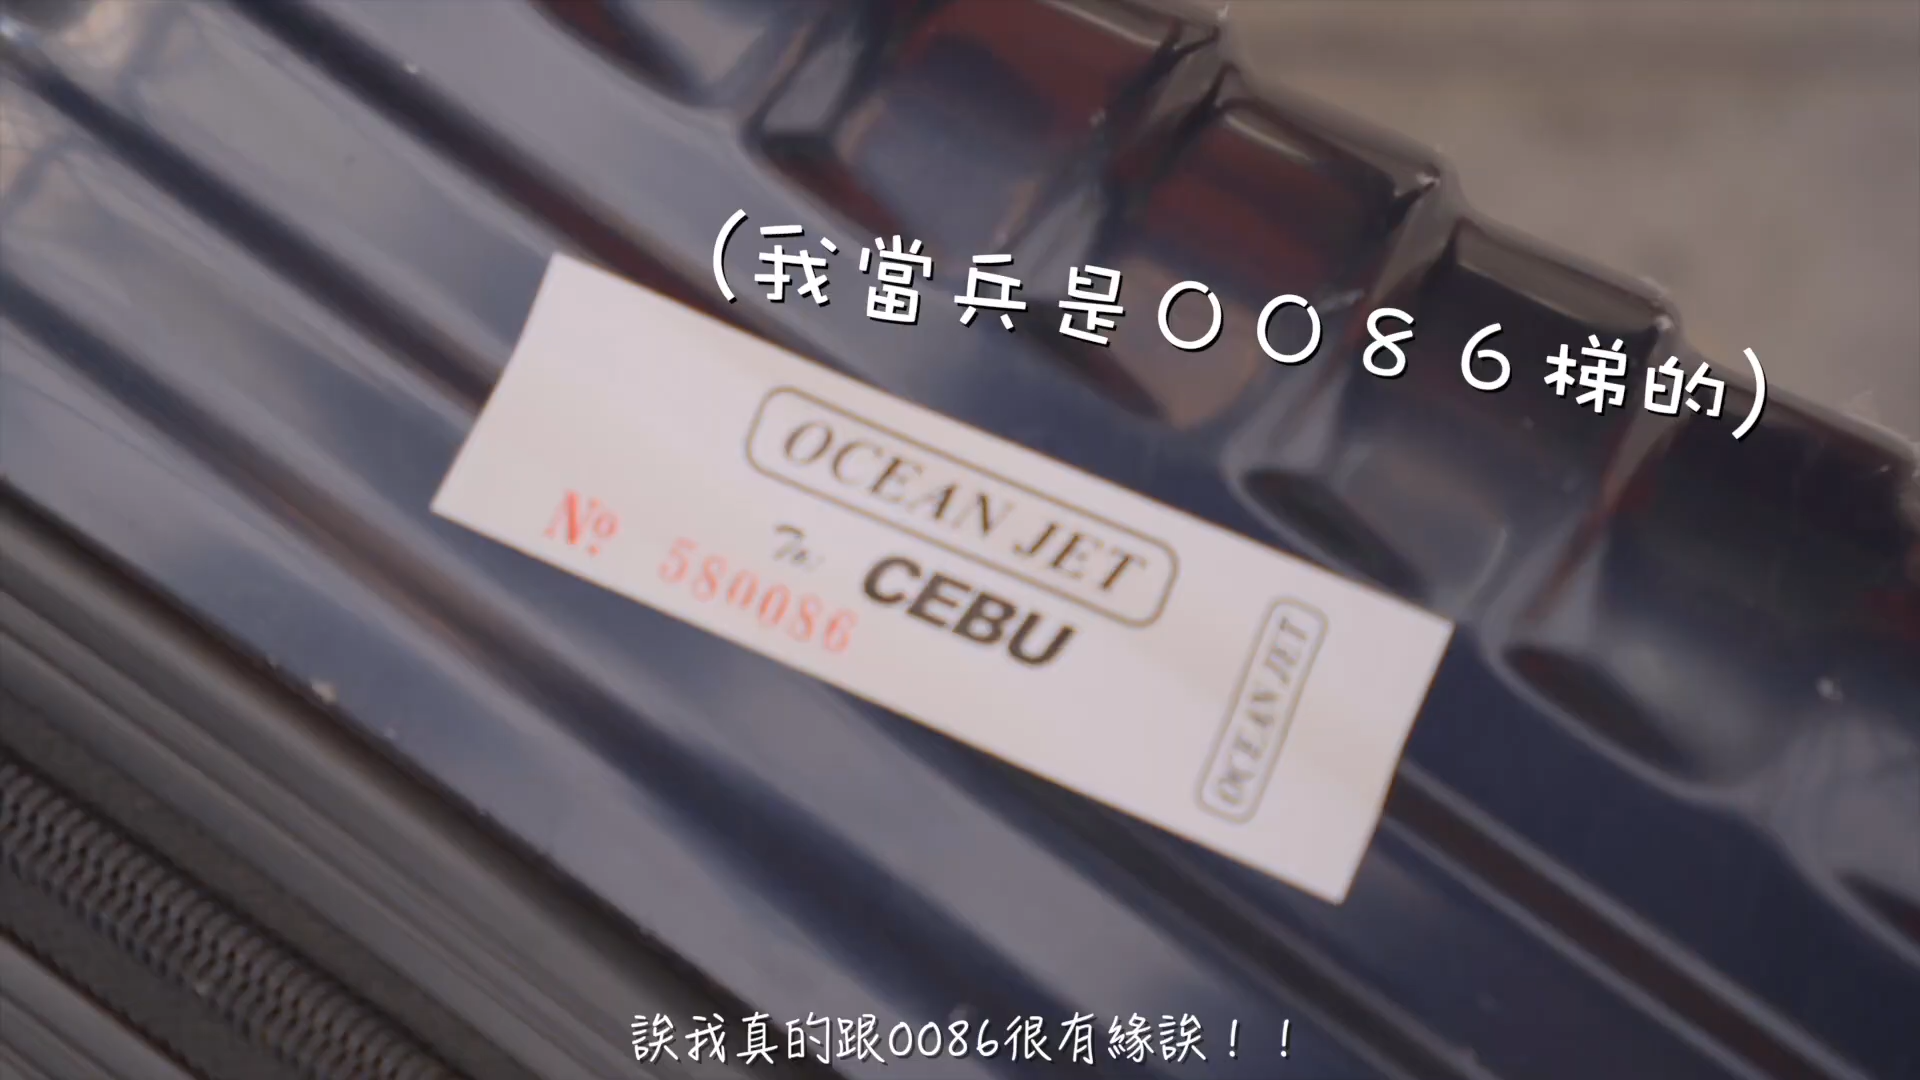 (我當兵是0086梯的)
OCEAN JET
To:
CEBU
No 580086
OCEAN JET
誒我真的跟0086很有緣誒！！